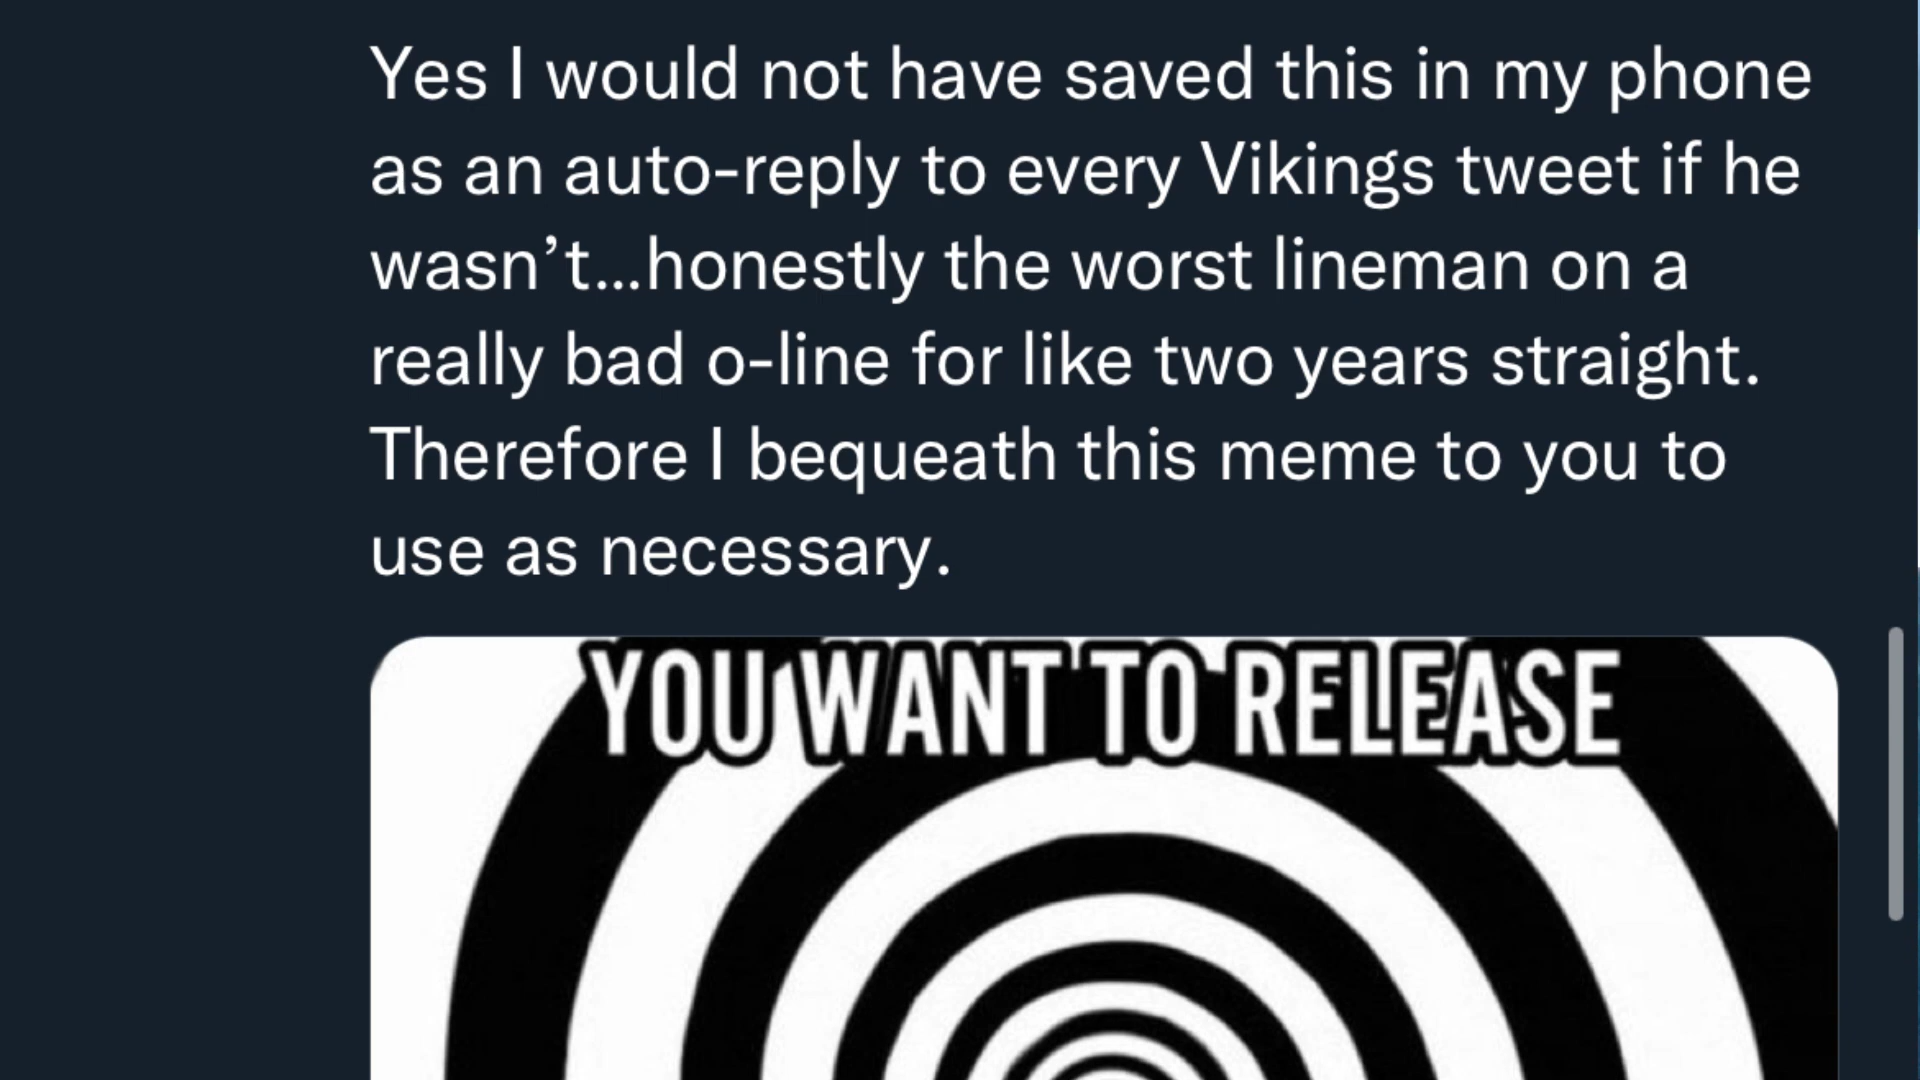 Yes I would not have saved this in my phone
as an auto-reply to every Vikings tweet if he
wasn’t...honestly the worst lineman on a
really bad o-line for like two years straight.
Therefore I bequeath this meme to you to
use as necessary.
YOU WANT TO RELEASE